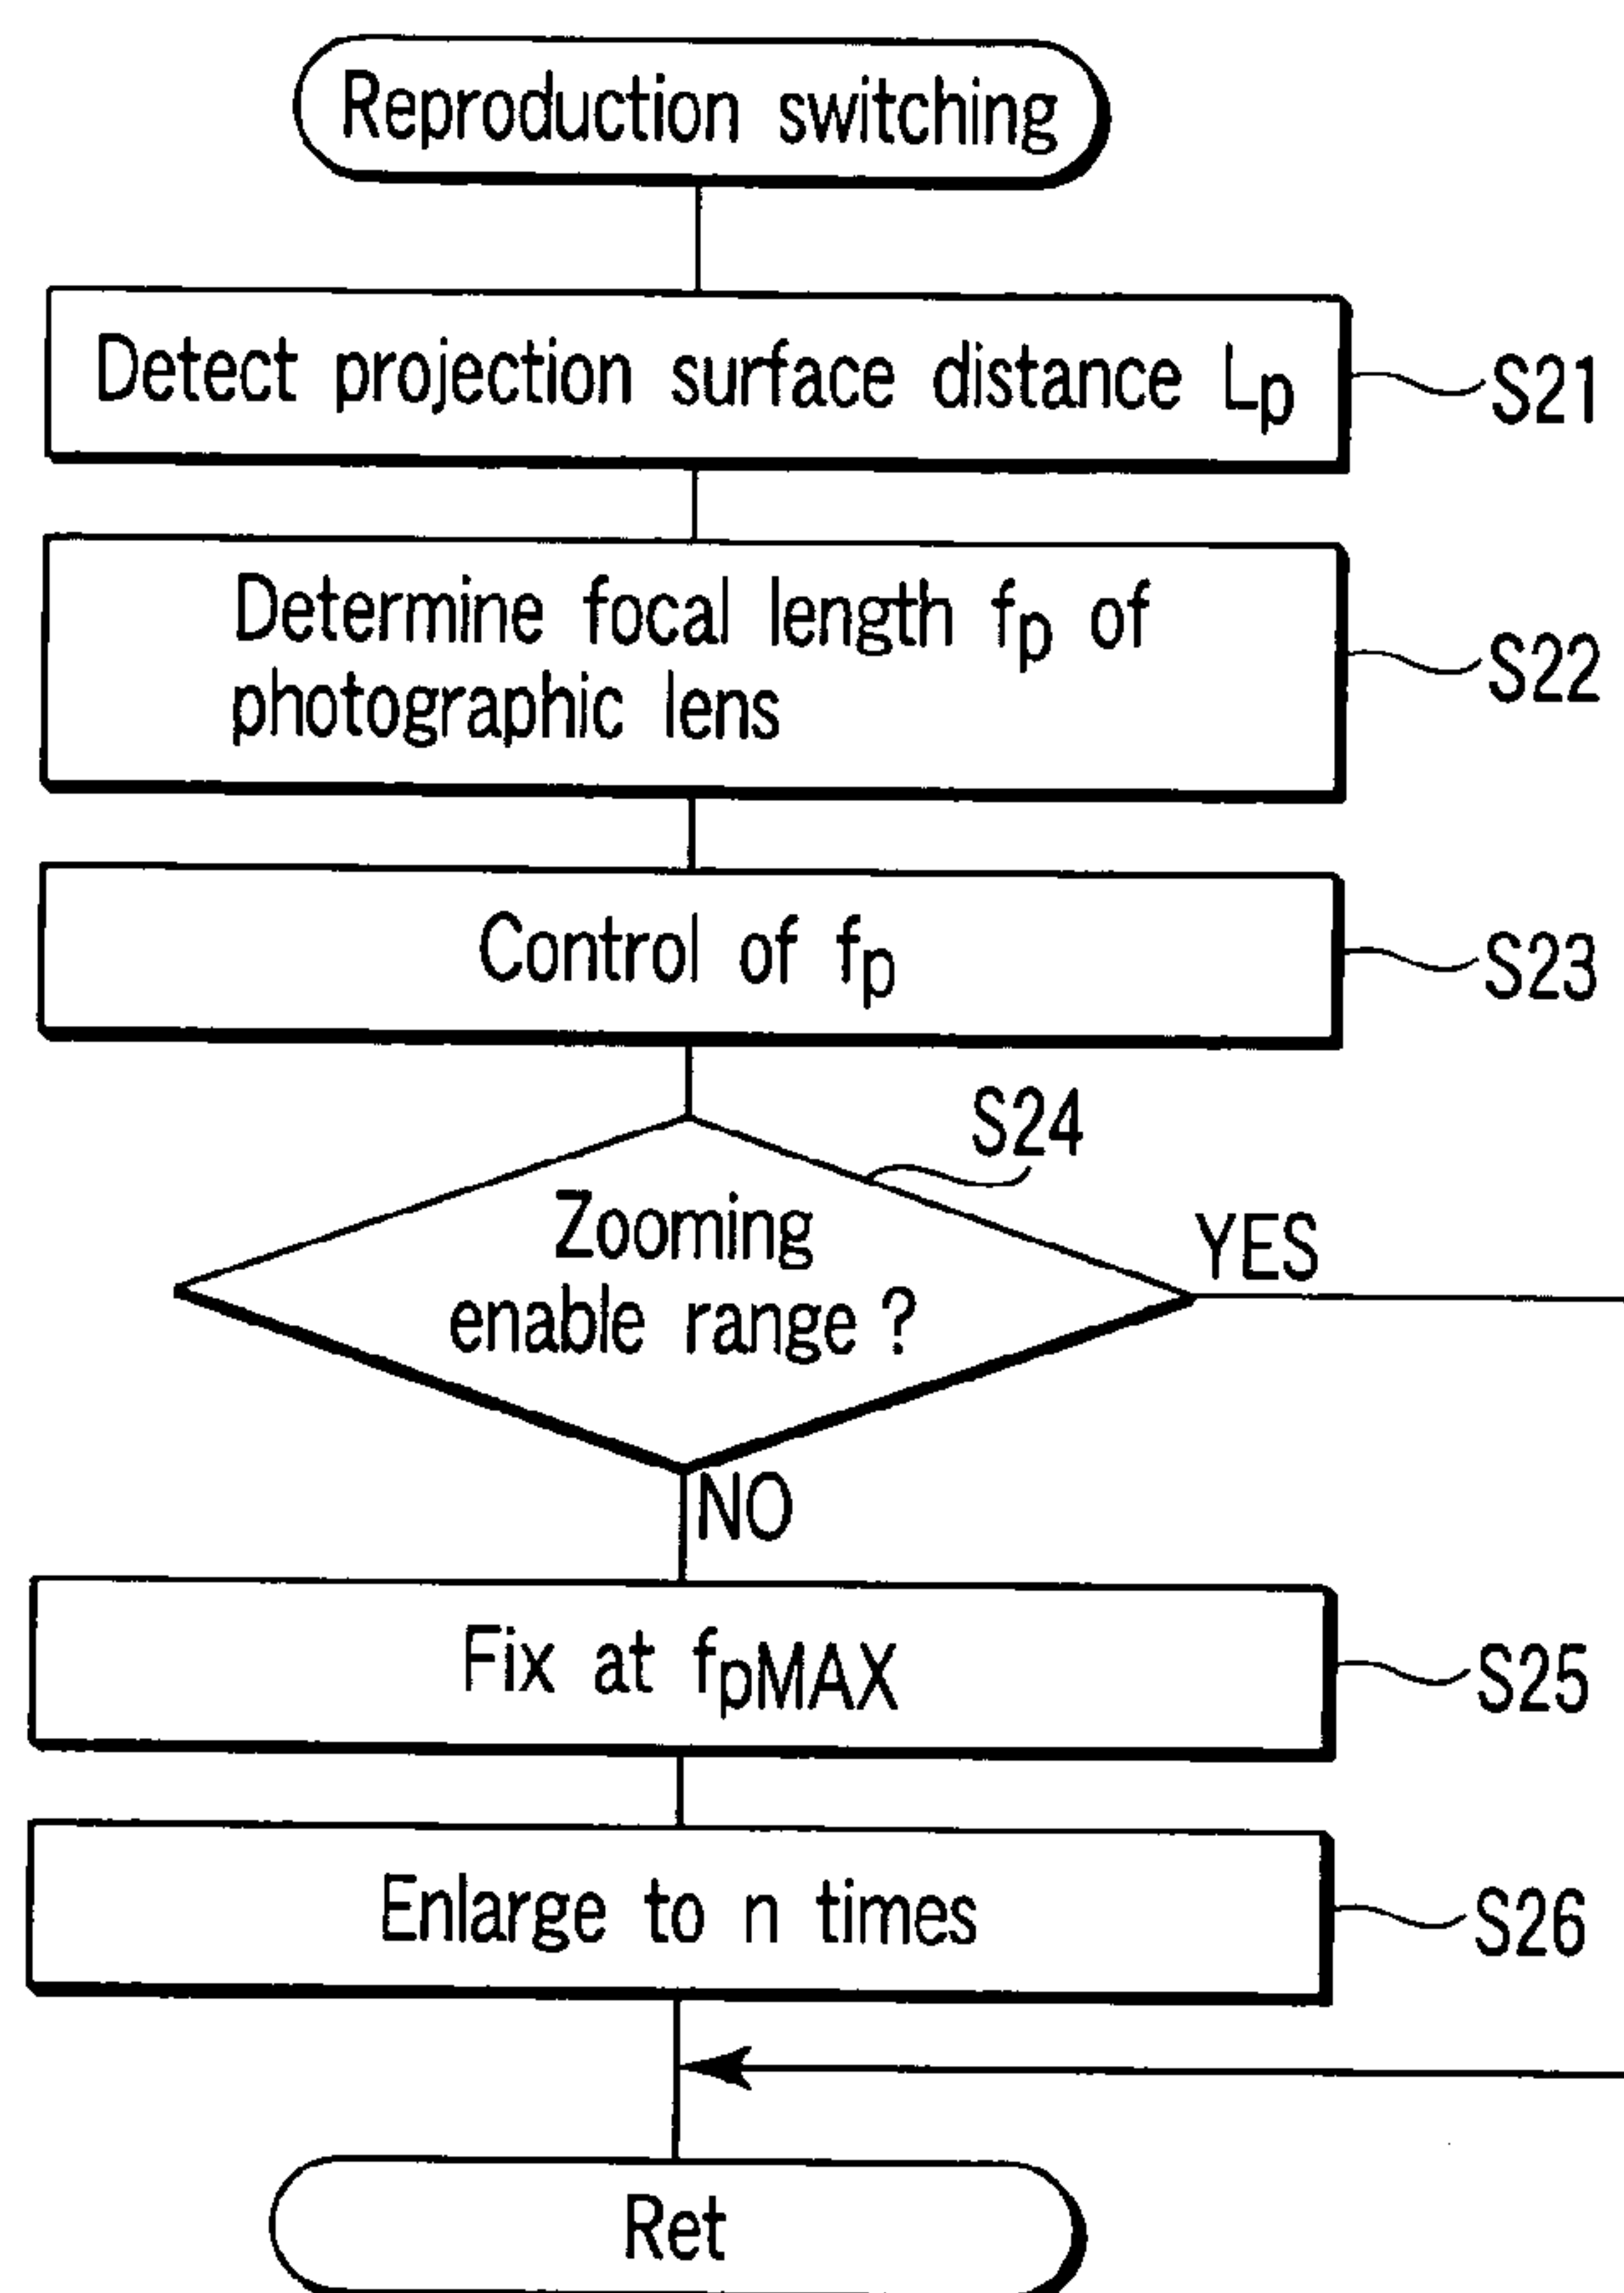 Reproduction switching
Detect projection surface distance Lp
S21
Determine focal length fp of
photographic lens
S22
Control of fp
S23
S24
Zooming
enable range ?
YES
NO
Fix at fpMAX
S25
Enlarge to n times
S26
Ret